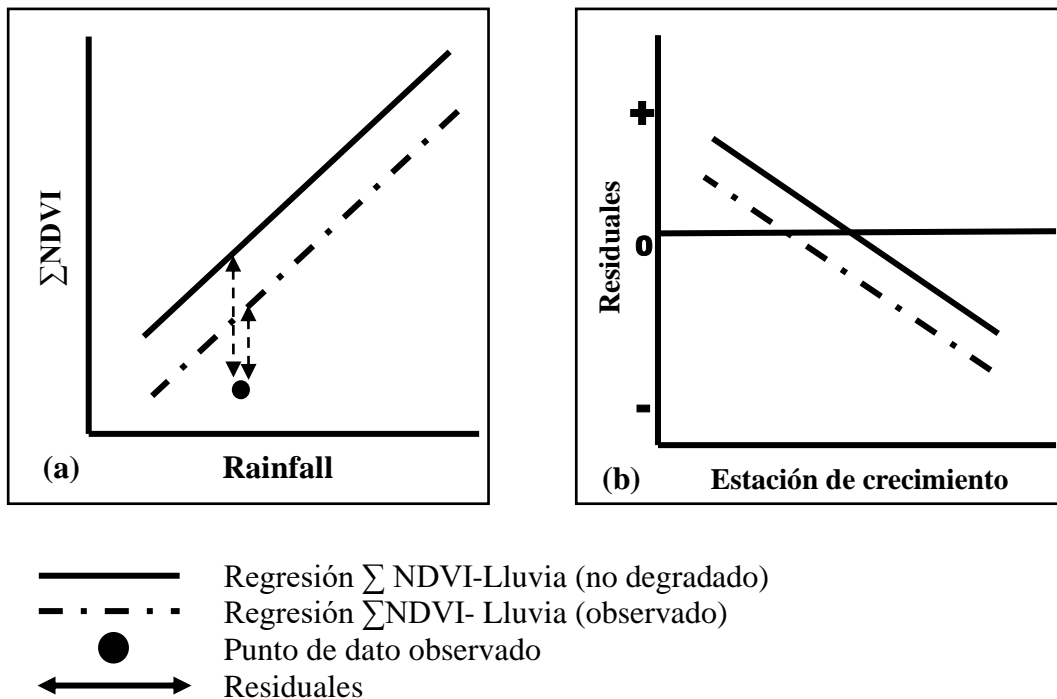 ∑NDVI
(a) Rainfall
+
0
-
Residuales
(b) Estación de crecimiento
Regresión ∑ NDVI-Lluvia (no degradado)
Regresión ∑NDVI- Lluvia (observado)
Punto de dato observado
Residuales